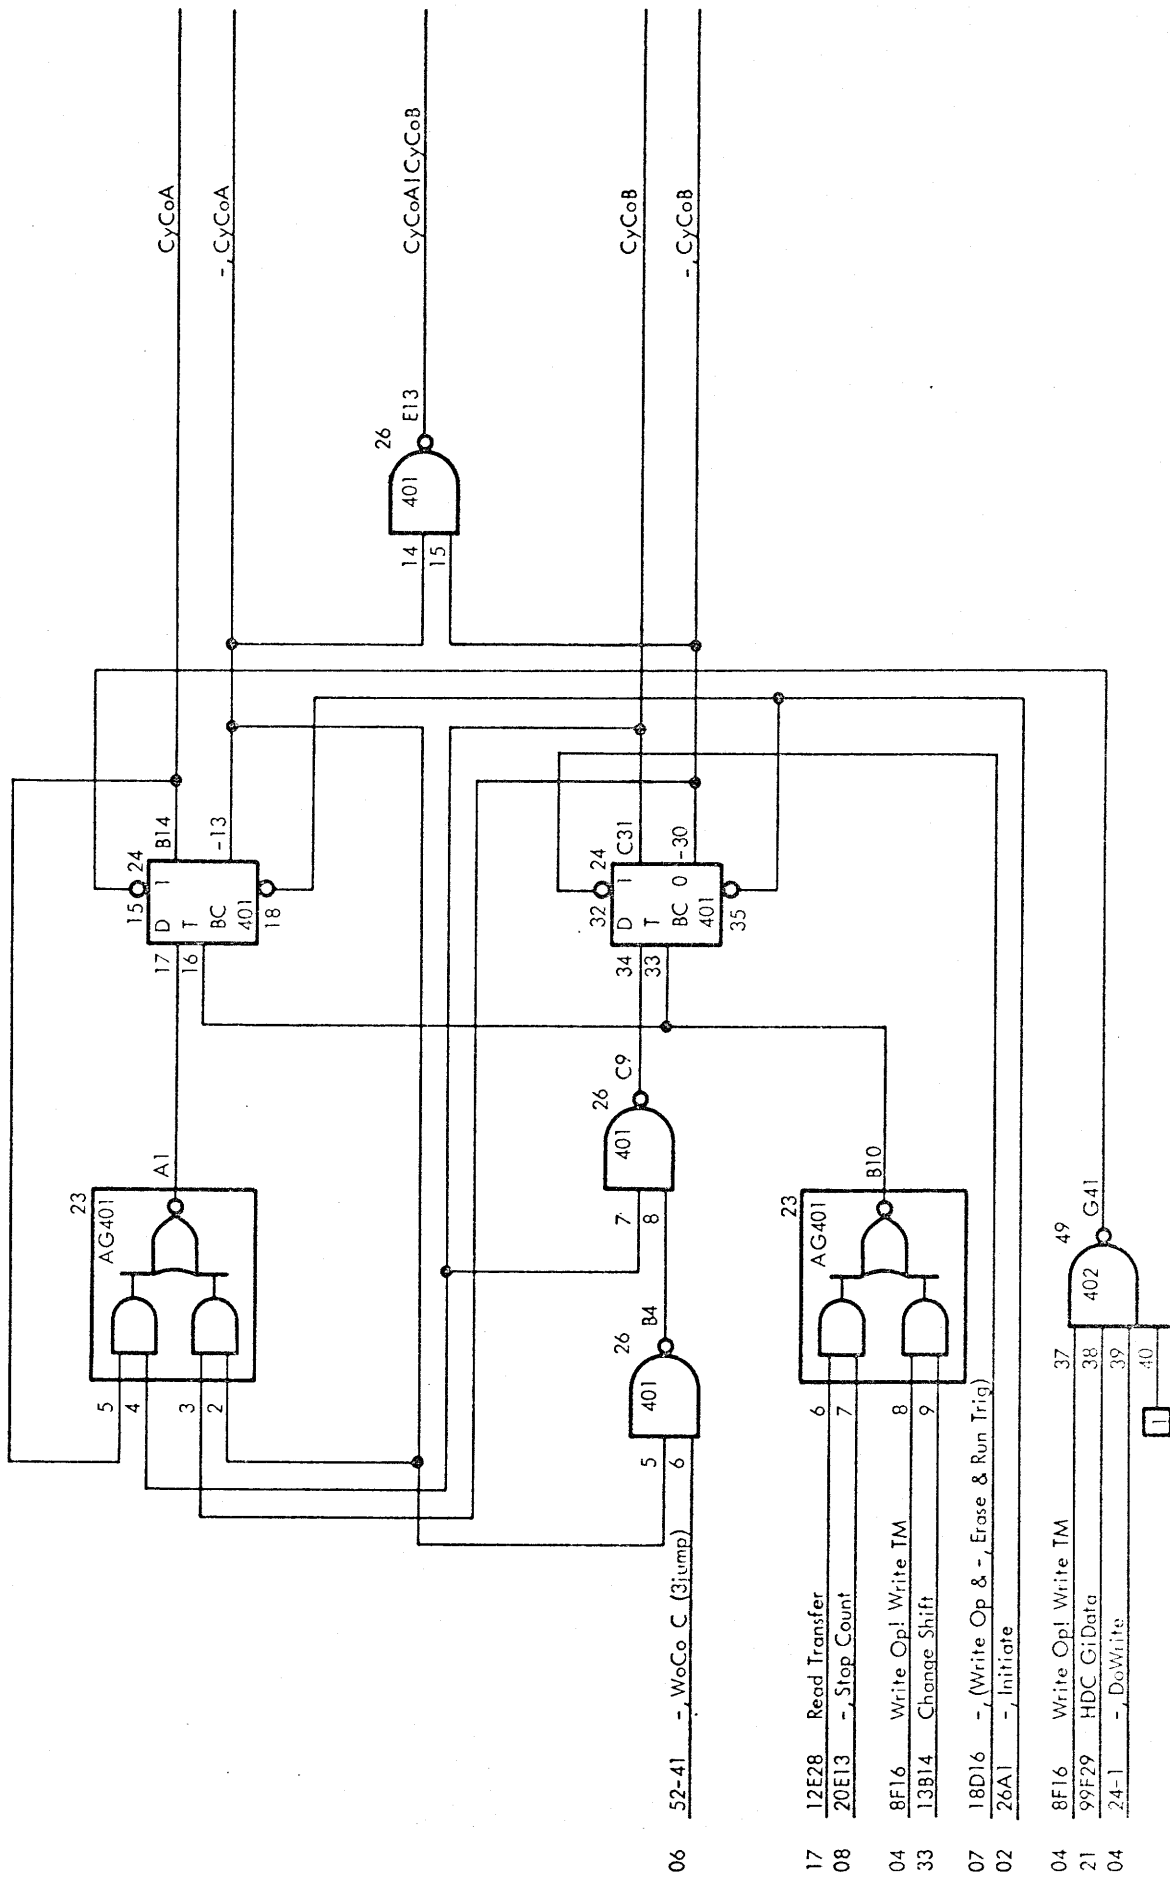 CyCoA
-, CyCoA
CyCoA!CyCoB
CyCoB
-, CyCoB
26
E13
401
14
15
24
B14
-13
15
D
1
T
BC
401
18
17
16
24
C31
-30
32
D
1
T
BC
0
401
35
34
33
23
A1
AG401
5
4
3
2
26
C9
401
7
8
26
B4
401
5
6
23
B10
AG401
6
7
8
9
49
G41
402
37
38
39
40
1
06 52-41 -, WoCo C (3jump)
17 12E28 Read Transfer
08 20E13 -, Stop Count
04 8F16 Write Op! Write TM
33 13B14 Change Shift
07 18D16 -, (Write Op & -, Erase & Run Trig)
02 26A1 -, Initiate
04 8F16 Write Op! Write TM
21 99F29 HDC GiData
04 24-1 -, DoWrite